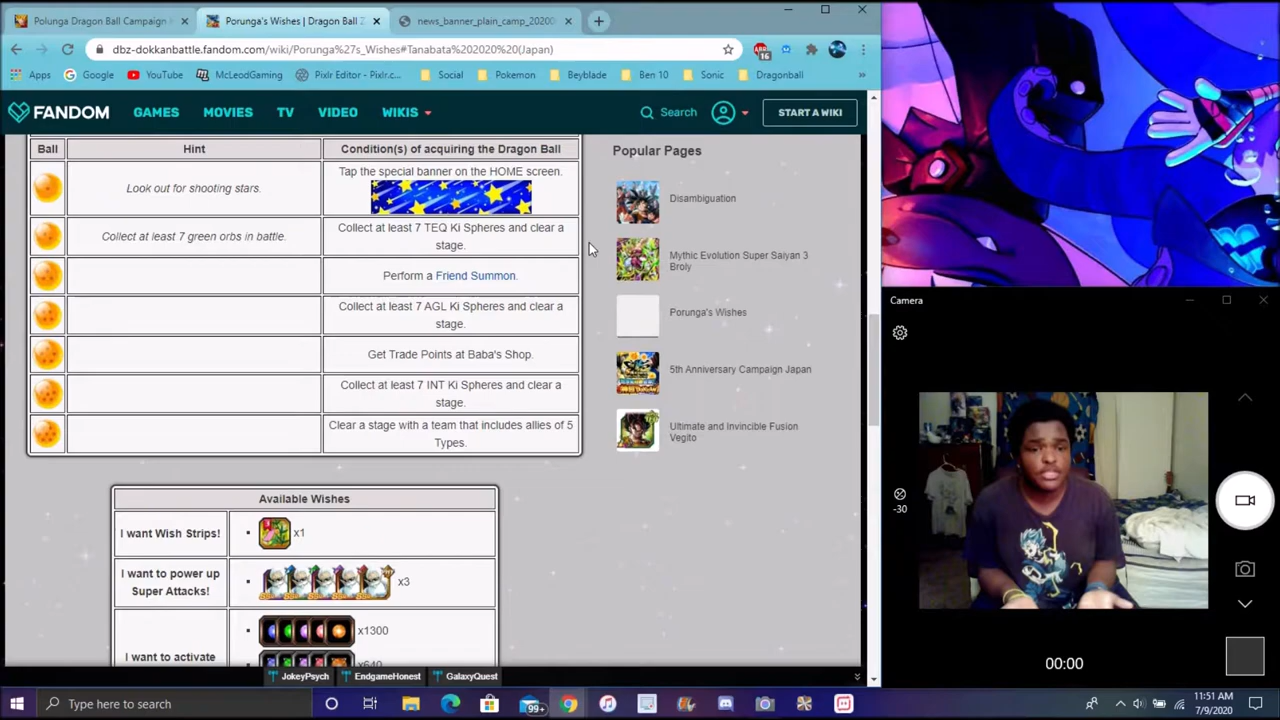 Polunga Dragon Ball Campaign
Porunga's Wishes | Dragon Ball Z
news_banner_plain_camp_20200
dbz-dokkanbattle.fandom.com/wiki/Porunga%27s_Wishes#Tanabata%202020%20(Japan)
16
Apps
Google
YouTube
McLeodGaming
Pixlr Editor - Pixlr.c...
Social
Pokemon
Beyblade
Ben 10
Sonic
Dragonball
»
FANDOM
GAMES
MOVIES
TV
VIDEO
WIKIS
Search
START A WIKI
Ball
Hint
Condition(s) of acquiring the Dragon Ball
Look out for shooting stars.
Tap the special banner on the HOME screen.
Collect at least 7 green orbs in battle.
Collect at least 7 TEQ Ki Spheres and clear a
stage.
Perform a Friend Summon.
Collect at least 7 AGL Ki Spheres and clear a
stage.
Get Trade Points at Baba's Shop.
Collect at least 7 INT Ki Spheres and clear a
stage.
Clear a stage with a team that includes allies of 5
Types.
Available Wishes
I want Wish Strips!
x1
I want to power up
Super Attacks!
x3
I want to activate
x1300
x640
Popular Pages
Disambiguation
Mythic Evolution Super Saiyan 3
Broly
Porunga's Wishes
5th Anniversary Campaign Japan
Ultimate and Invincible Fusion
Vegito
JokeyPsych
EndgameHonest
GalaxyQuest
Camera
-30
00:00
Type here to search
99+
11:51 AM
7/9/2020